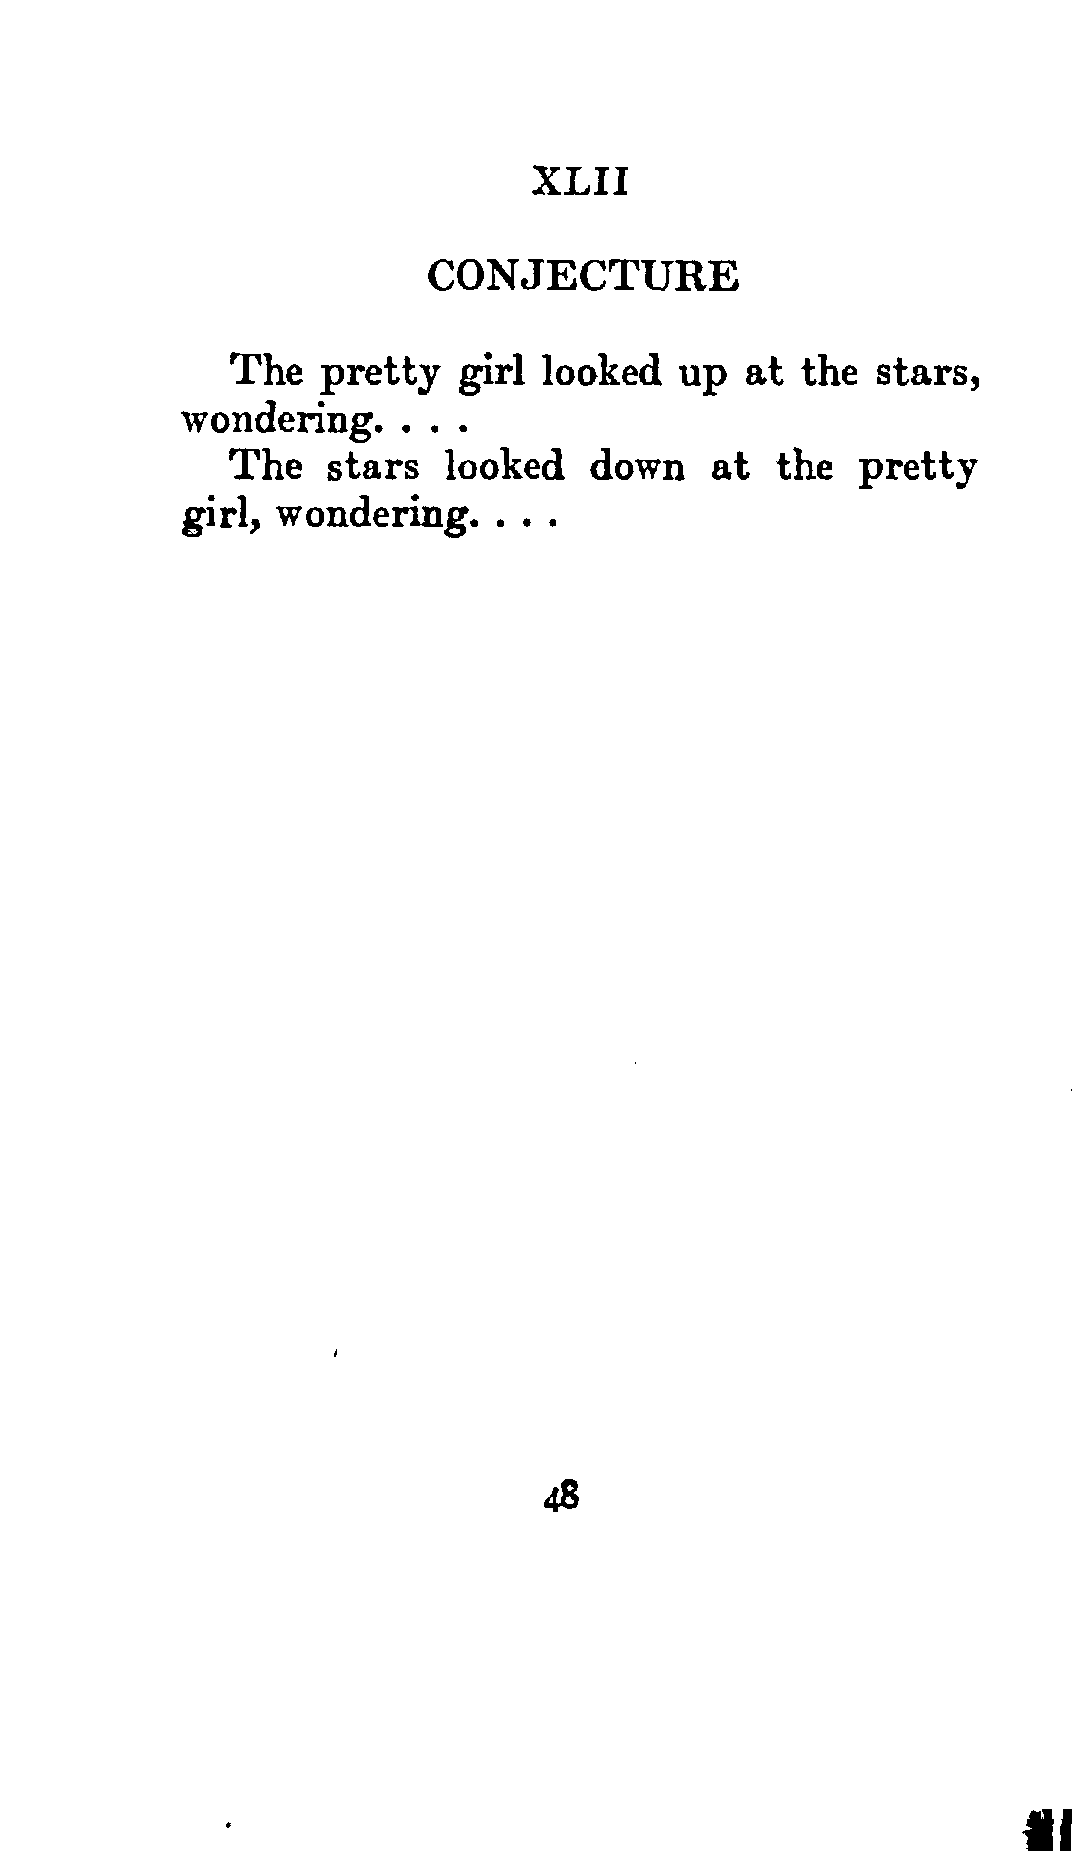 XLII
CONJECTURE
The pretty girl looked up at the stars,
wondering. . . .
The stars looked down at the pretty
girl, wondering. . . .
48